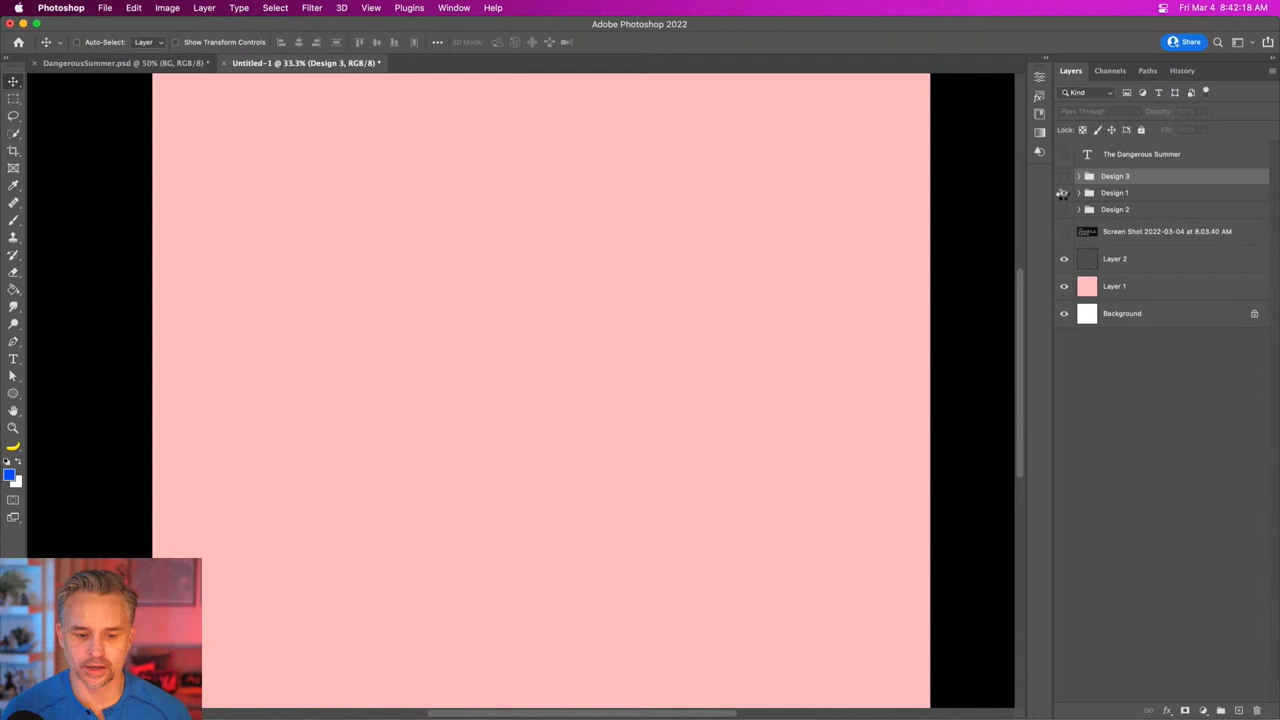 Photoshop File Edit Image Layer Type Select Filter 3D View Plugins Window Help Fri Mar 4 8:42:18 AM
Adobe Photoshop 2022
Auto-Select: Layer Show Transform Controls 3D Mode: Share
DangerousSummer.psd @ 50% (BG, RGB/8) * Untitled-1 @ 33.3% (Design 3, RGB/8) *
Layers Channels Paths History
Kind
Pass Through Opacity:
Lock: Fill:
The Dangerous Summer
Design 3
Design 1
Design 2
Screen Shot 2022-03-04 at 8.03.40 AM
Layer 2
Layer 1
Background